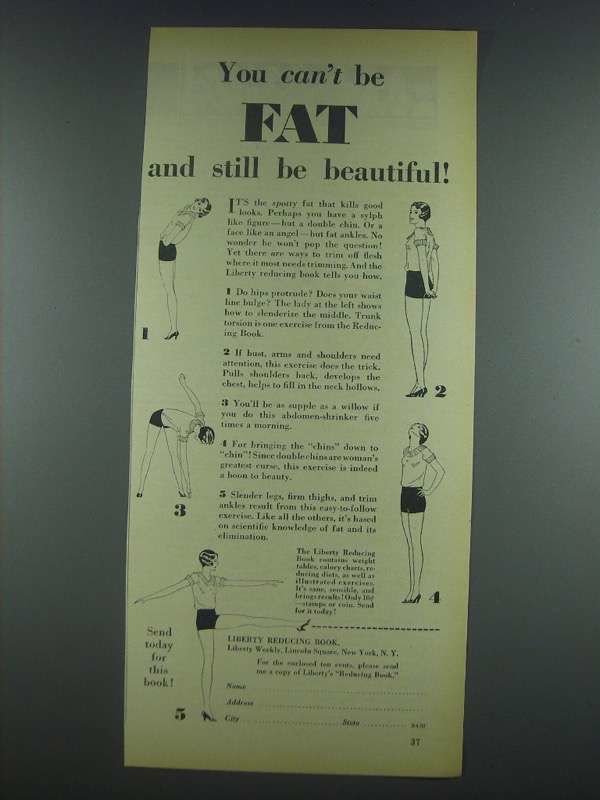 You can't be
FAT
and still be beautiful!
IT'S the spotty fat that kills good
looks. Perhaps you have a sylph
like figure—but a double chin. Or a
face like an angel—but fat ankles. No
wonder he won't pop the question!
Yet there are ways to trim off flesh
where it most needs trimming. And the
Liberty reducing book tells you how.
1 Do hips protrude? Does your waist
line bulge? The lady at the left shows
how to slenderize the middle. Trunk
torsion is one exercise from the Reduc-
ing Book.
2 If bust, arms and shoulders need
attention, this exercise does the trick.
Pulls shoulders back, develops the
chest, helps to fill in the neck hollows.
3 You'll be as supple as a willow if
you do this abdomen-shrinker five
times a morning.
4 For bringing the "chins" down to
"chin"! Since double chins are woman's
greatest curse, this exercise is indeed
a boon to beauty.
5 Slender legs, firm thighs, and trim
ankles result from this easy-to-follow
exercise. Like all the others, it's based
on scientific knowledge of fat and its
elimination.
The Liberty Reducing
Book contains weight
tables, calory charts, re-
ducing diets, as well as
illustrated exercises.
It's sane, sensible, and
brings results! Only 10¢
—stamps or coin. Send
for it today!
1
2
3
4
5
Send
today
for
this
book!
LIBERTY REDUCING BOOK,
Liberty Weekly, Lincoln Square, New York, N. Y.
For the enclosed ten cents, please send
me a copy of Liberty's "Reducing Book."
Name
Address
City State
37